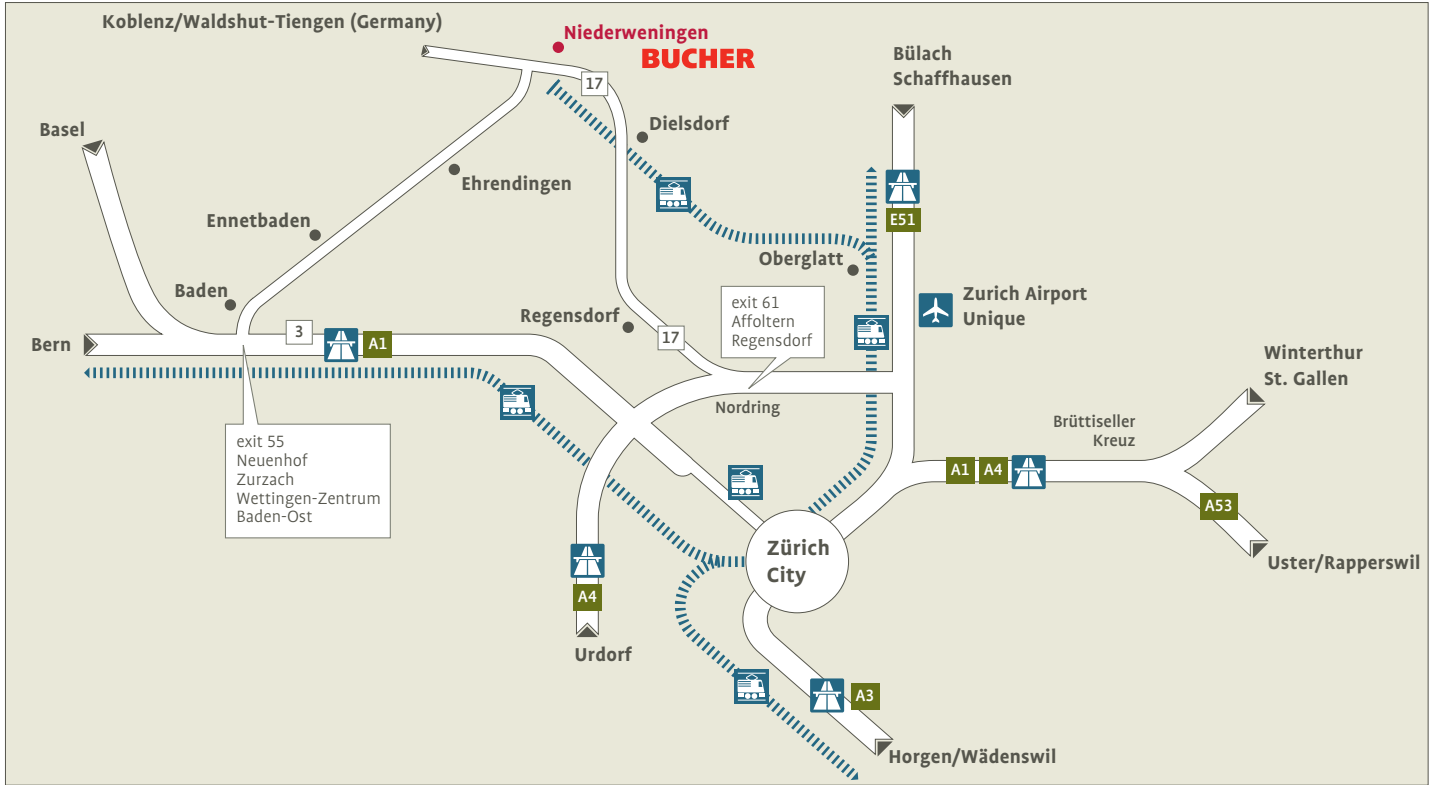 Koblenz/Waldshut-Tiengen (Germany)
Niederweningen
BUCHER
Bülach
Schaffhausen
17
Basel
Dielsdorf
Ehrendingen
E51
Ennetbaden
Oberglatt
Baden
Zurich Airport
Unique
exit 61
Affoltern
Regensdorf
Regensdorf
3
A1
17
Bern
Winterthur
St. Gallen
Nordring
Brüttiseller
Kreuz
exit 55
Neuenhof
Zurzach
Wettingen-Zentrum
Baden-Ost
A1
A4
A53
Zürich
City
Uster/Rapperswil
A4
Urdorf
A3
Horgen/Wädenswil